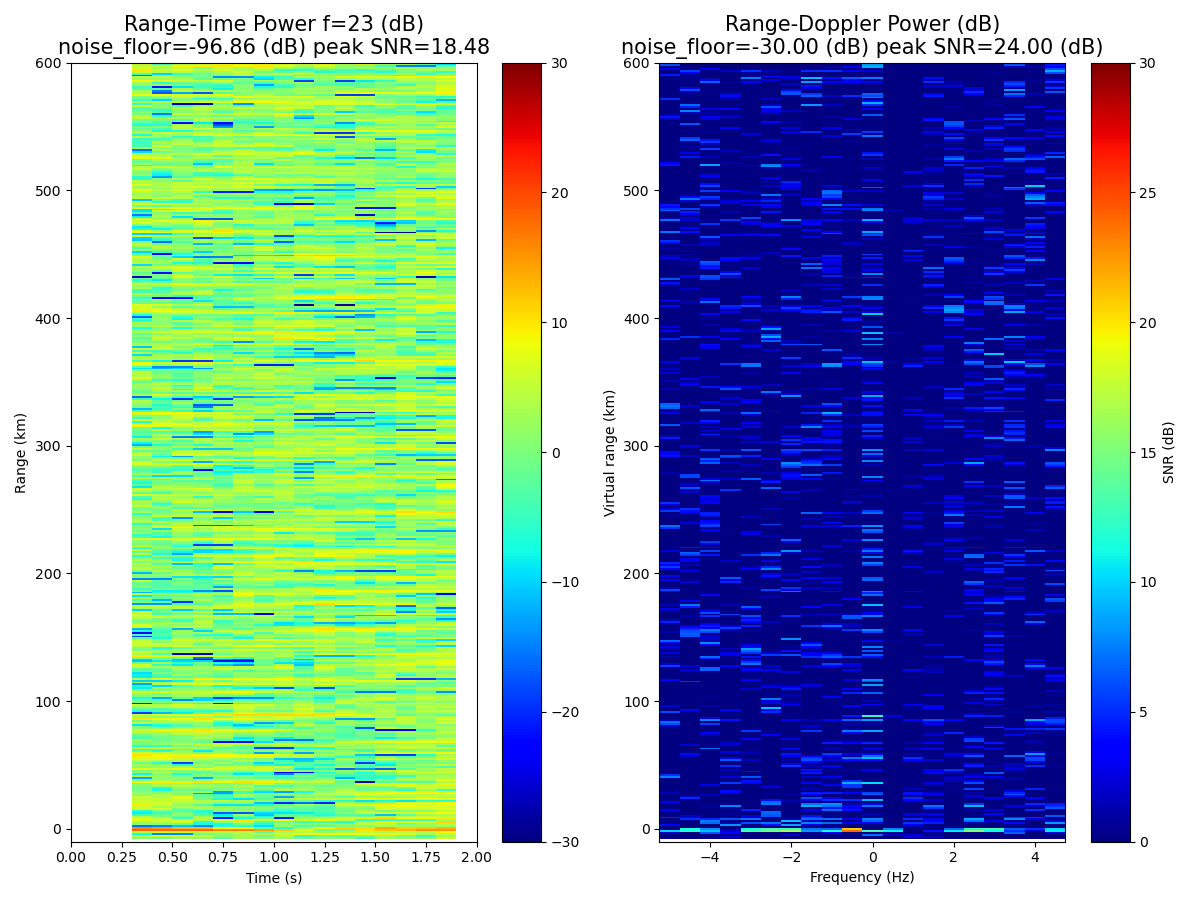 Range-Time Power f=23 (dB)
noise_floor=-96.86 (dB) peak SNR=18.48
Range (km)
600
500
400
300
200
100
0
0.00 0.25 0.50 0.75 1.00 1.25 1.50 1.75 2.00
Time (s)
30
20
10
0
−10
−20
−30
Range-Doppler Power (dB)
noise_floor=-30.00 (dB) peak SNR=24.00 (dB)
Virtual range (km)
600
500
400
300
200
100
0
−4 −2 0 2 4
Frequency (Hz)
30
25
20
15
10
5
0
SNR (dB)